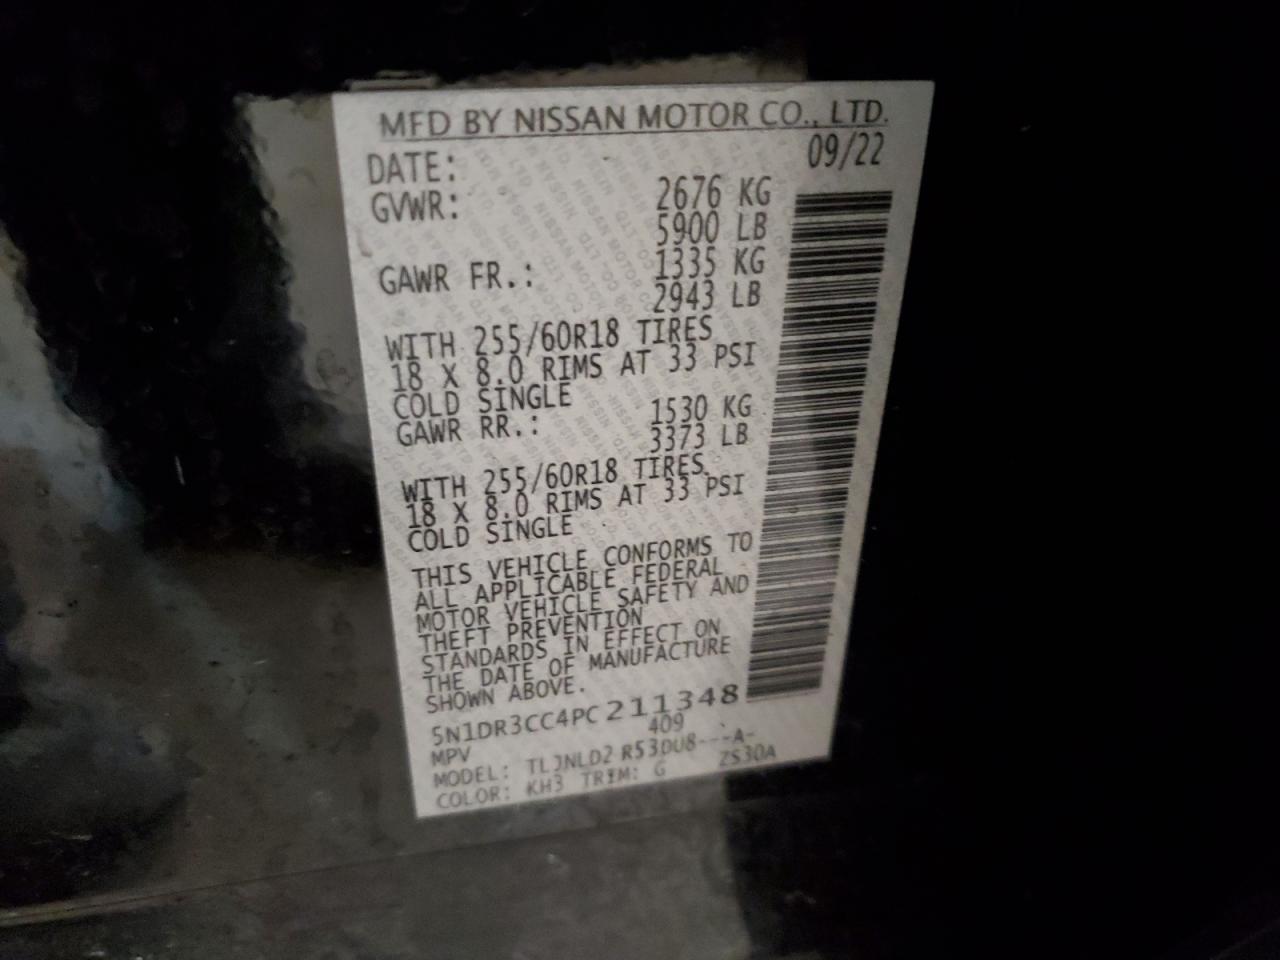 MFD BY NISSAN MOTOR CO., LTD.
DATE: 09/22
GVWR: 2676 KG
5900 LB
GAWR FR.: 1335 KG
2943 LB
WITH 255/60R18 TIRES
18 X 8.0 RIMS AT 33 PSI
COLD SINGLE
GAWR RR.: 1530 KG
3373 LB
WITH 255/60R18 TIRES
18 X 8.0 RIMS AT 33 PSI
COLD SINGLE
THIS VEHICLE CONFORMS TO
ALL APPLICABLE FEDERAL
MOTOR VEHICLE SAFETY AND
THEFT PREVENTION
STANDARDS IN EFFECT ON
THE DATE OF MANUFACTURE
SHOWN ABOVE.
5N1DR3CC4PC211348
MPV 409
MODEL: TLJNLD2 R53DU8---A-
COLOR: KH3 TRIM: G ZS30A